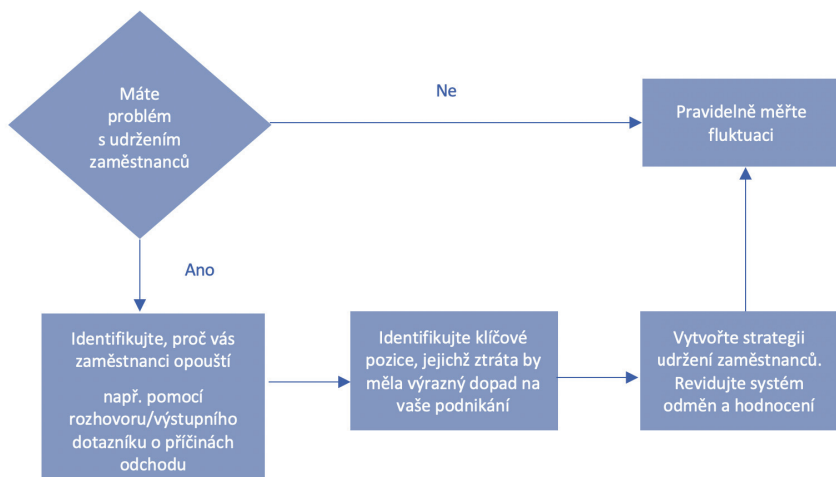 Máte
problém
s udržením
zaměstnanců
Ne
Pravidelně měřte
fluktuaci
Ano
Identifikujte, proč vás
zaměstnanci opouští
např. pomocí
rozhovoru/výstupního
dotazníku o příčinách
odchodu
Identifikujte klíčové
pozice, jejichž ztráta by
měla výrazný dopad na
vaše podnikání
Vytvořte strategii
udržení zaměstnanců.
Revidujte systém
odměn a hodnocení